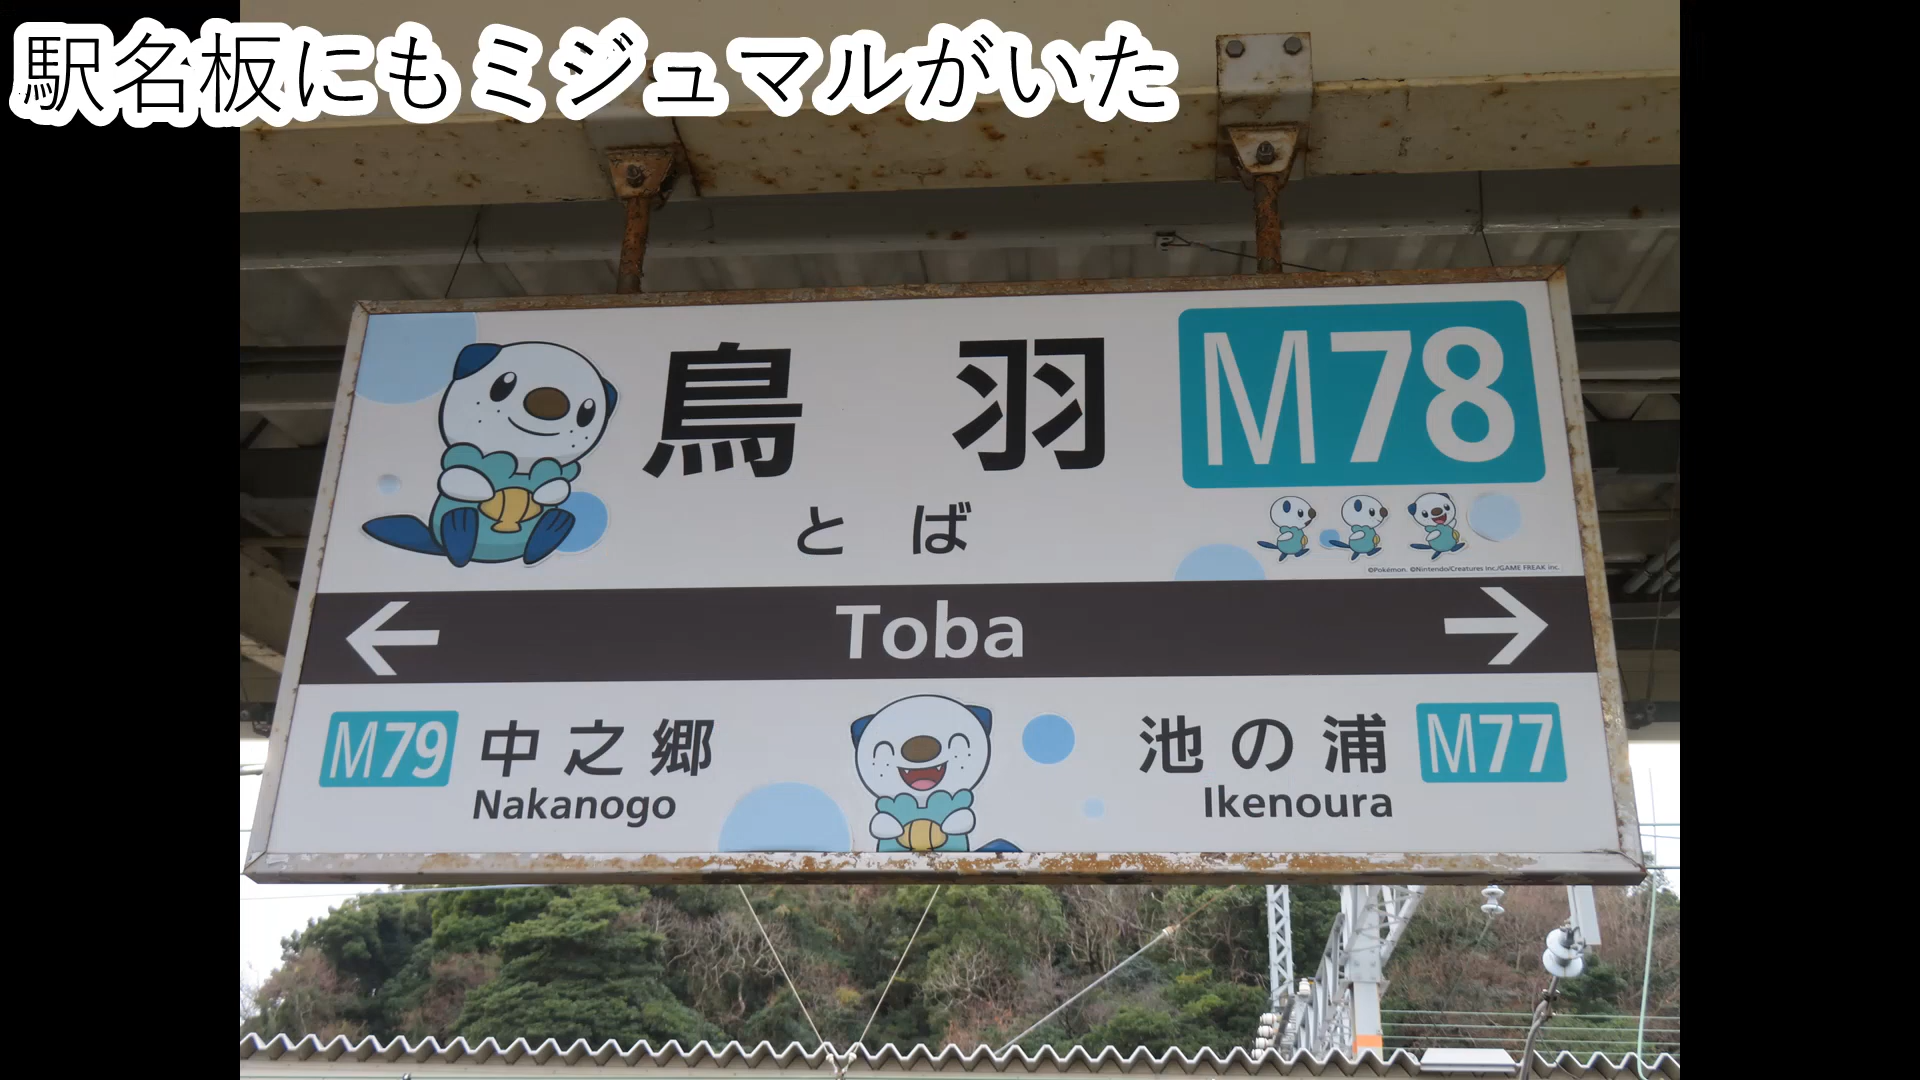 駅名板にもミジュマルがいた
鳥羽 M78
とば
©Pokémon. ©Nintendo/Creatures Inc./GAME FREAK inc.
← Toba →
M79 中之郷 池の浦 M77
Nakanogo Ikenoura